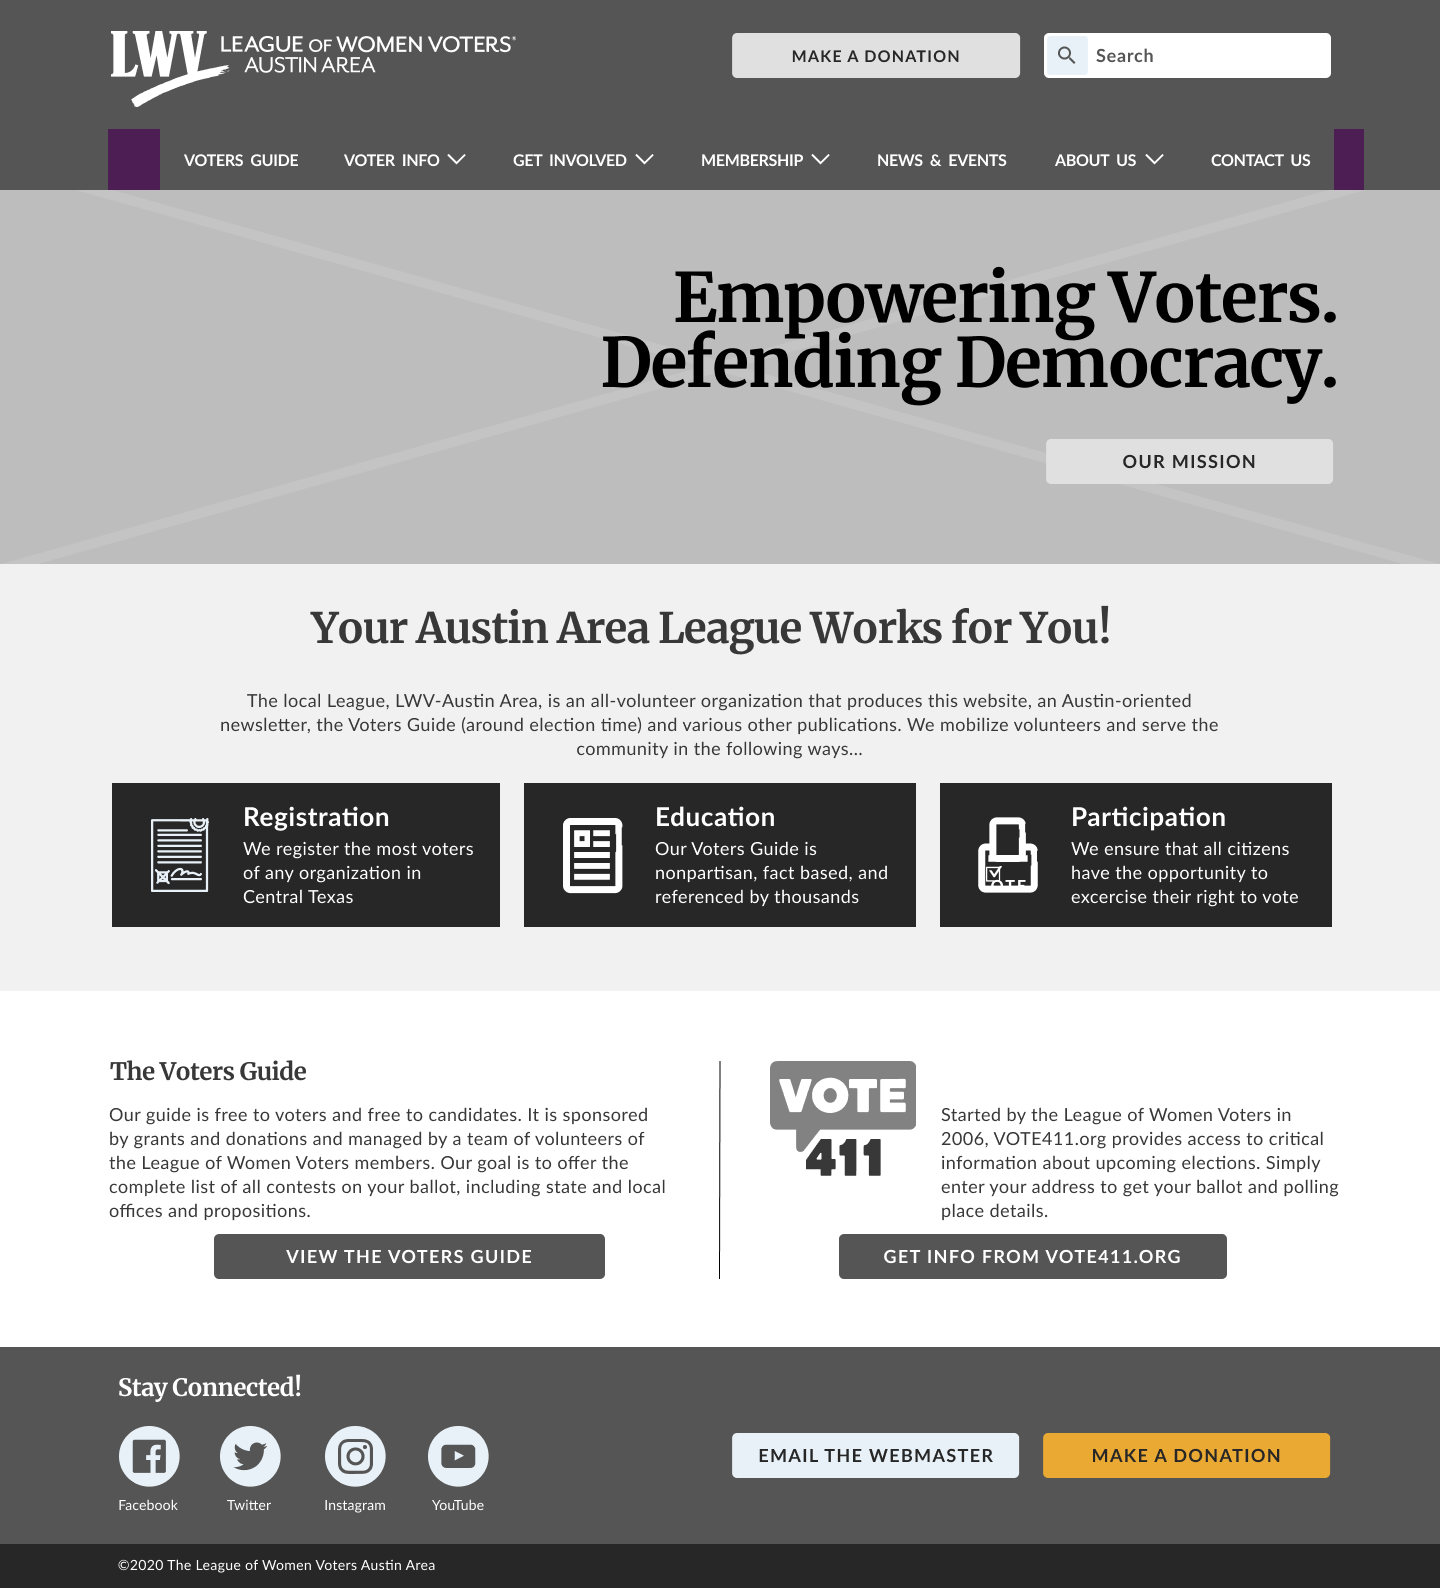 LWV LEAGUE OF WOMEN VOTERS®
AUSTIN AREA
MAKE A DONATION
Search
VOTERS GUIDE
VOTER INFO
GET INVOLVED
MEMBERSHIP
NEWS & EVENTS
ABOUT US
CONTACT US
Empowering Voters.
Defending Democracy.
OUR MISSION
Your Austin Area League Works for You!
The local League, LWV-Austin Area, is an all-volunteer organization that produces this website, an Austin-oriented
newsletter, the Voters Guide (around election time) and various other publications. We mobilize volunteers and serve the
community in the following ways...
Registration
We register the most voters
of any organization in
Central Texas
Education
Our Voters Guide is
nonpartisan, fact based, and
referenced by thousands
VOTE
Participation
We ensure that all citizens
have the opportunity to
excercise their right to vote
The Voters Guide
Our guide is free to voters and free to candidates. It is sponsored
by grants and donations and managed by a team of volunteers of
the League of Women Voters members. Our goal is to offer the
complete list of all contests on your ballot, including state and local
offices and propositions.
VIEW THE VOTERS GUIDE
VOTE
411
Started by the League of Women Voters in
2006, VOTE411.org provides access to critical
information about upcoming elections. Simply
enter your address to get your ballot and polling
place details.
GET INFO FROM VOTE411.ORG
Stay Connected!
Facebook
Twitter
Instagram
YouTube
EMAIL THE WEBMASTER
MAKE A DONATION
©2020 The League of Women Voters Austin Area